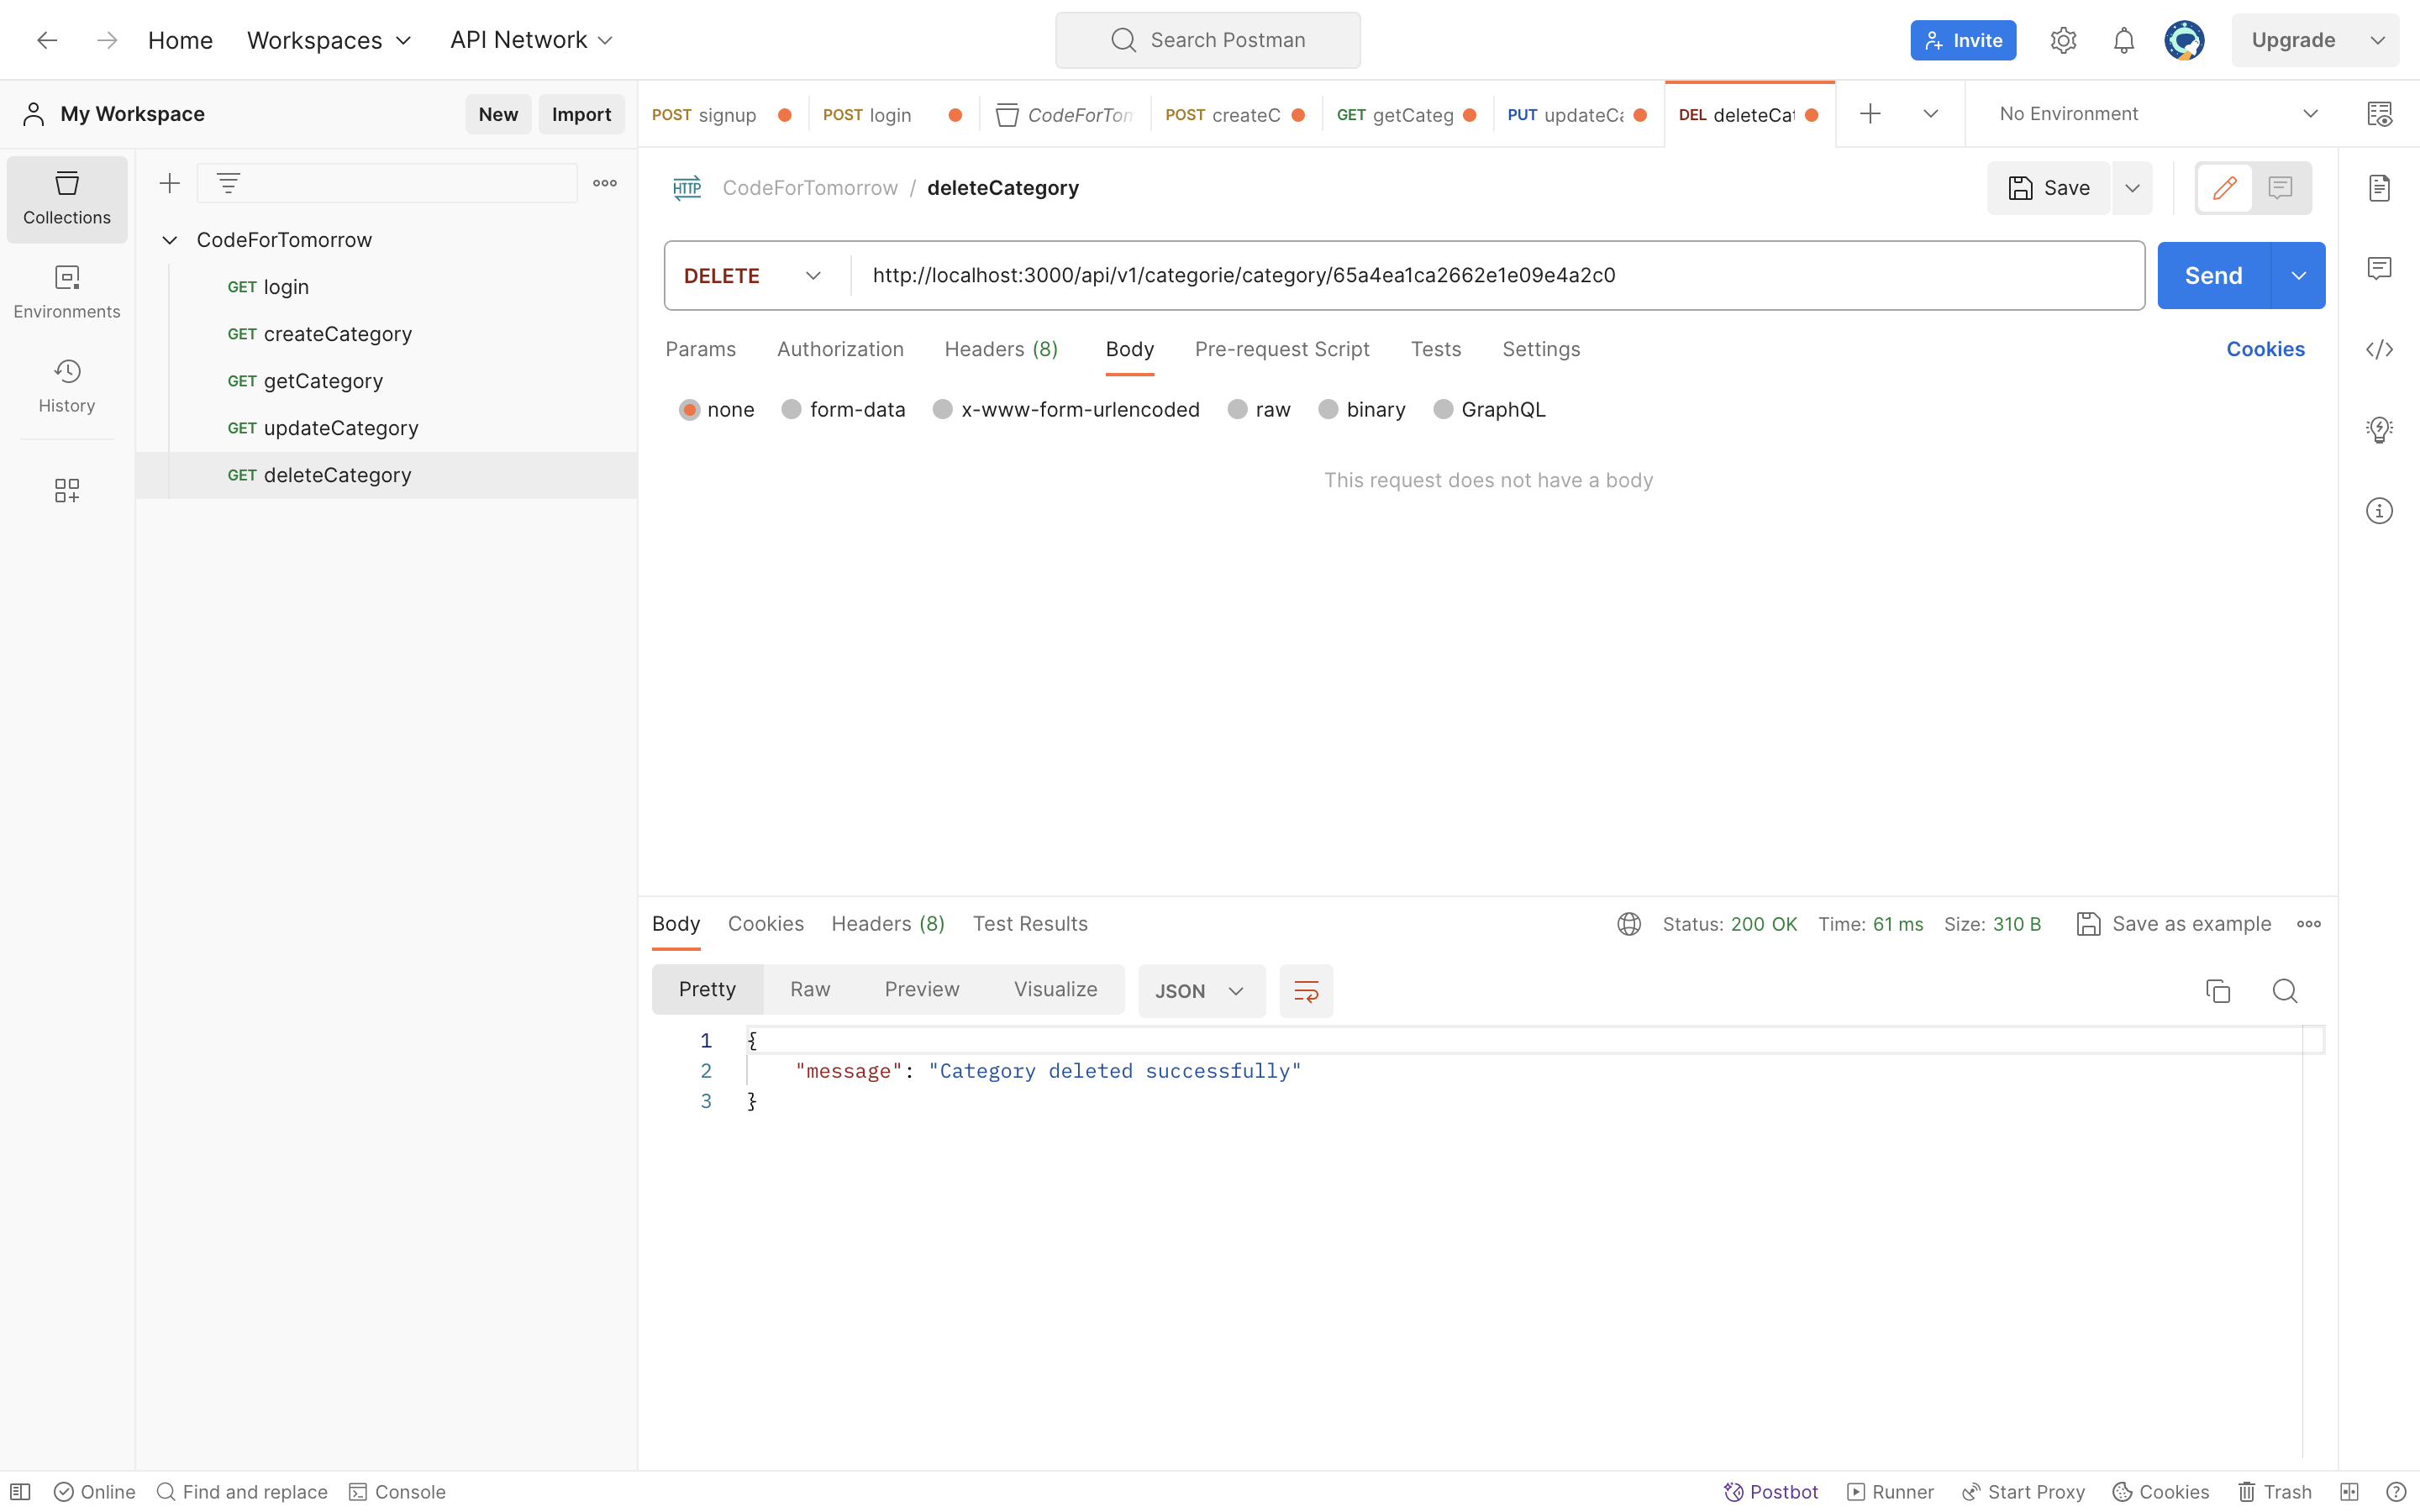 Home Workspaces API Network Search Postman Invite Upgrade
My Workspace New Import
POST signup POST login CodeForTom POST createC GET getCateg PUT updateCa DEL deleteCat No Environment
Collections
Environments
History
CodeForTomorrow
GET login
GET createCategory
GET getCategory
GET updateCategory
GET deleteCategory
HTTP CodeForTomorrow / deleteCategory Save
DELETE http://localhost:3000/api/v1/categorie/category/65a4ea1ca2662e1e09e4a2c0 Send
Params Authorization Headers (8) Body Pre-request Script Tests Settings Cookies
none form-data x-www-form-urlencoded raw binary GraphQL
This request does not have a body
Body Cookies Headers (8) Test Results Status: 200 OK Time: 61 ms Size: 310 B Save as example
Pretty Raw Preview Visualize JSON
1 {
2 "message": "Category deleted successfully"
3 }
Online Find and replace Console Postbot Runner Start Proxy Cookies Trash